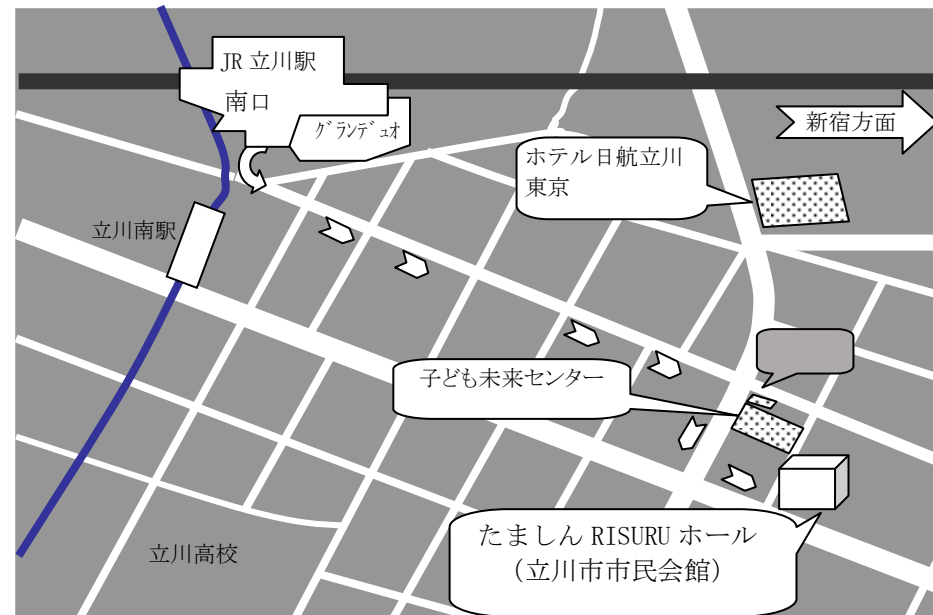 JR 立川駅
南口
グランデュオ
新宿方面
ホテル日航立川
東京
立川南駅
子ども未来センター
たましん RISURU ホール
（立川市市民会館）
立川高校